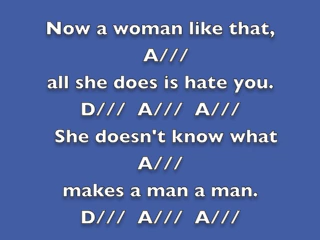 Now a woman like that,
A///
all she does is hate you.
D/// A/// A///
She doesn't know what
A///
makes a man a man.
D/// A/// A///